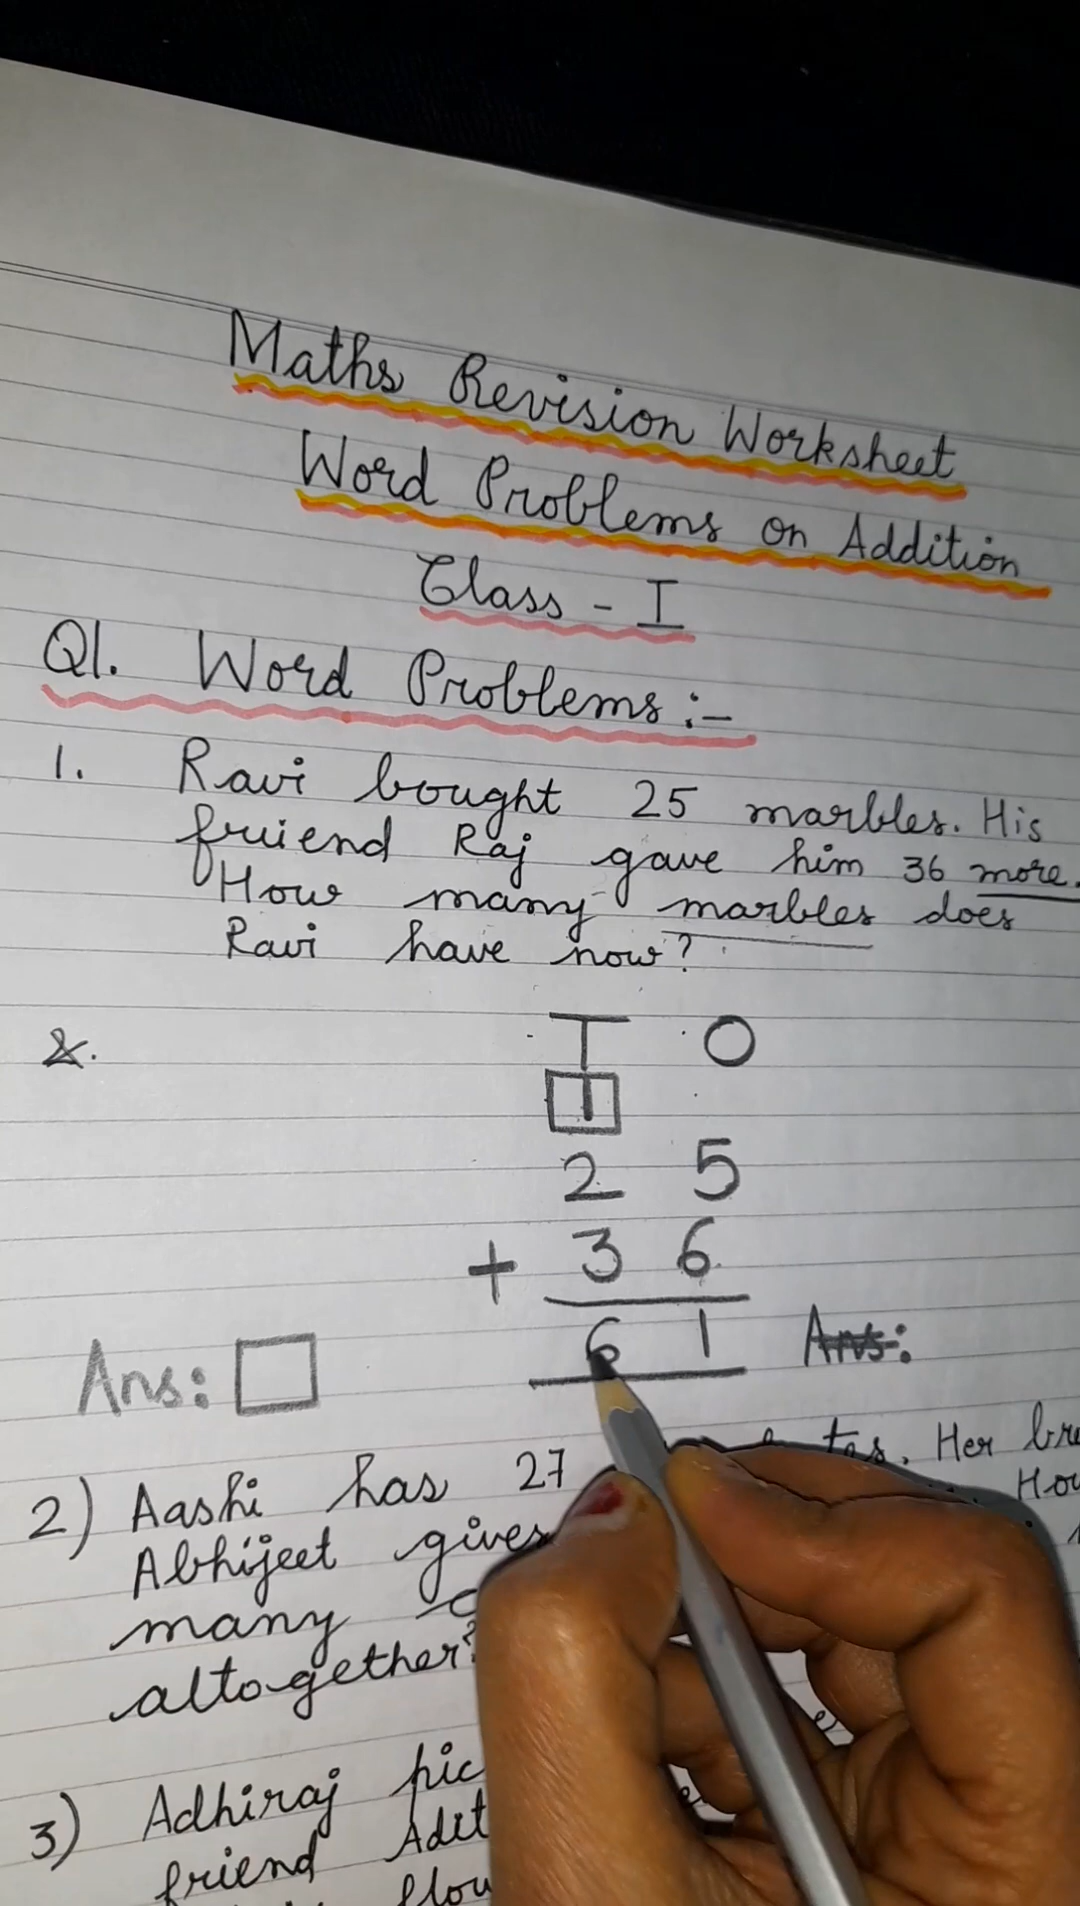 Maths Revision Worksheet
Word Problems on Addition
Class - I
Q1. Word Problems :-
1. Ravi bought 25 marbles. His
friend Raj gave him 36 more.
How many marbles does
Ravi have now?
T O
1
2 5
+ 3 6
6 1 Ans:
Ans:
2) Aashi has 27 Her
Abhijeet gives
many
altogether?
3) Adhiraj
friend